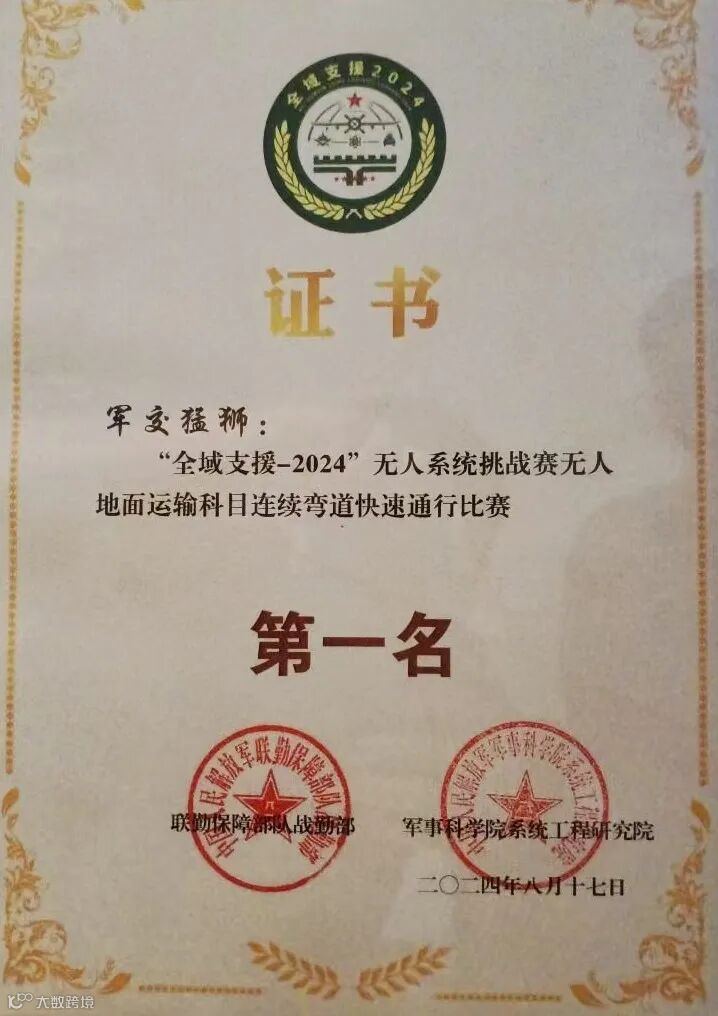 全域支援2024
证书
军交猛狮：
“全域支援-2024”无人系统挑战赛无人
地面运输科目连续弯道快速通行比赛
第一名
联勤保障部队战勤部
军事科学院系统工程研究院
二〇二四年八月十七日
大数跨境